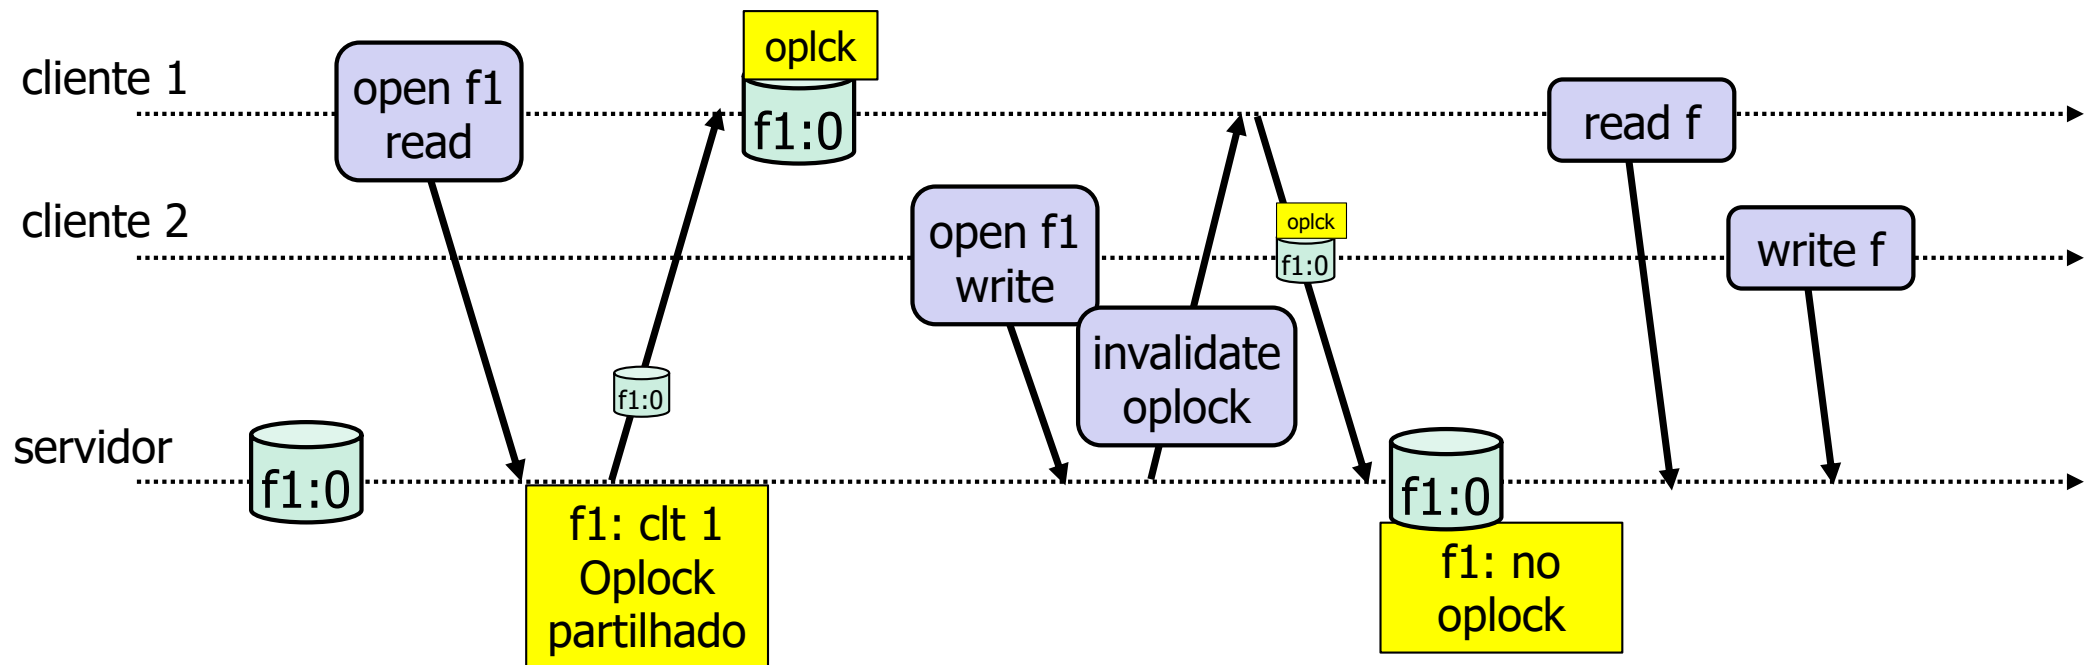 oplck
cliente 1
open f1
read
f1:0
read f
cliente 2
open f1
write
oplck
f1:0
write f
invalidate
oplock
f1:0
servidor
f1:0
f1:0
f1: clt 1
Oplock
partilhado
f1: no
oplock